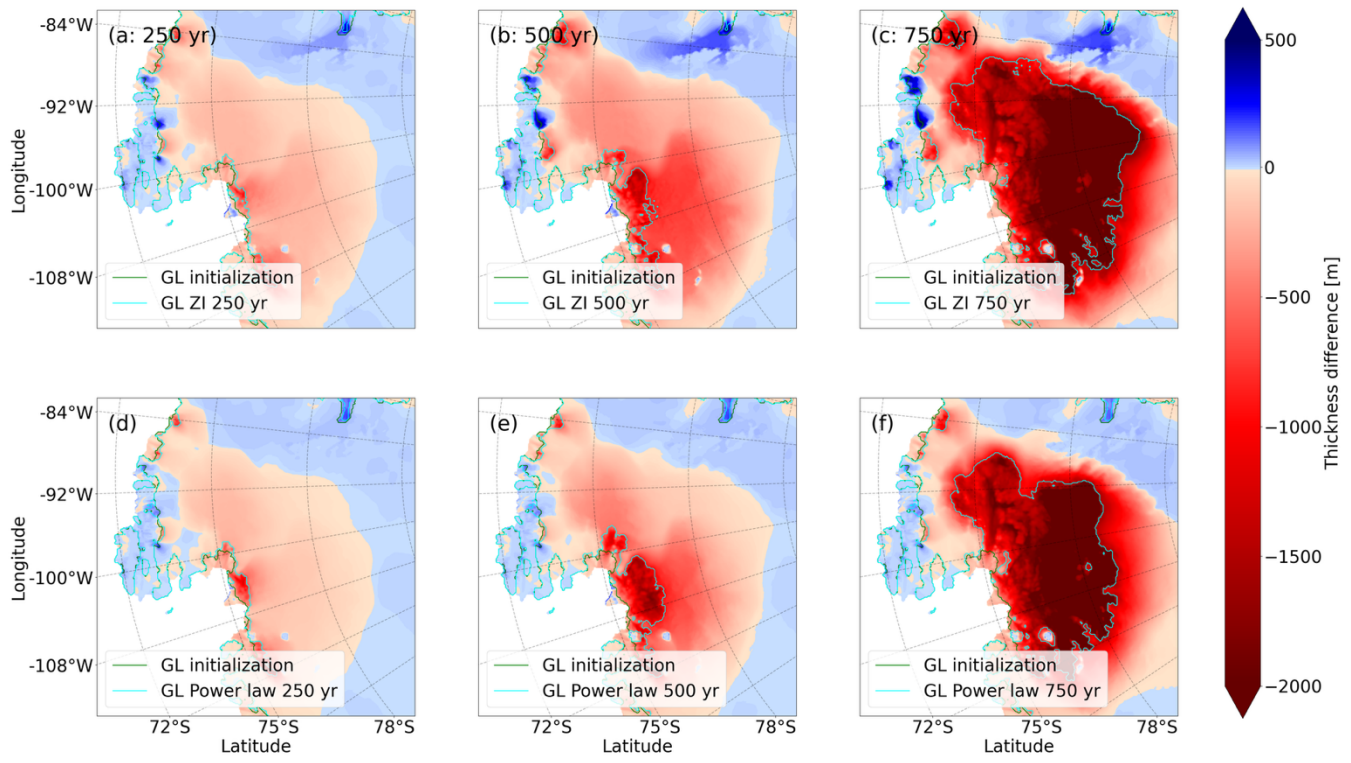 (a: 250 yr)
(b: 500 yr)
(c: 750 yr)
-84°W
-92°W
-100°W
-108°W
Longitude
GL initialization
GL ZI 250 yr
GL initialization
GL ZI 500 yr
GL initialization
GL ZI 750 yr
(d)
(e)
(f)
-84°W
-92°W
-100°W
-108°W
Longitude
GL initialization
GL Power law 250 yr
GL initialization
GL Power law 500 yr
GL initialization
GL Power law 750 yr
72°S 75°S 78°S
Latitude
72°S 75°S 78°S
Latitude
72°S 75°S 78°S
Latitude
500
0
−500
−1000
−1500
−2000
Thickness difference [m]